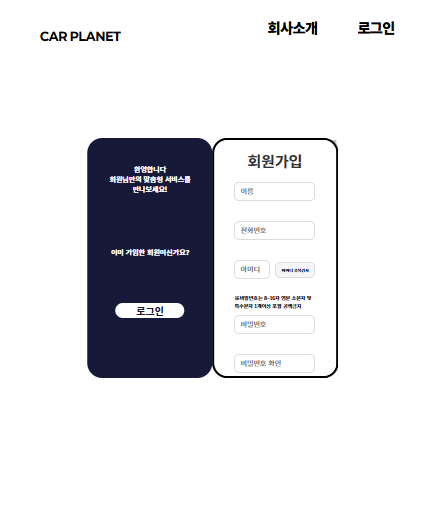 CAR PLANET
회사소개
로그인
환영합니다
회원님만의 맞춤형 서비스를
만나보세요!
이미 가입한 회원이신가요?
로그인
회원가입
이름
전화번호
아이디
아이디 중복검사
※비밀번호는 8-16자 영문 소문자 및
특수문자 1개이상 포함 공백금지
비밀번호
비밀번호 확인